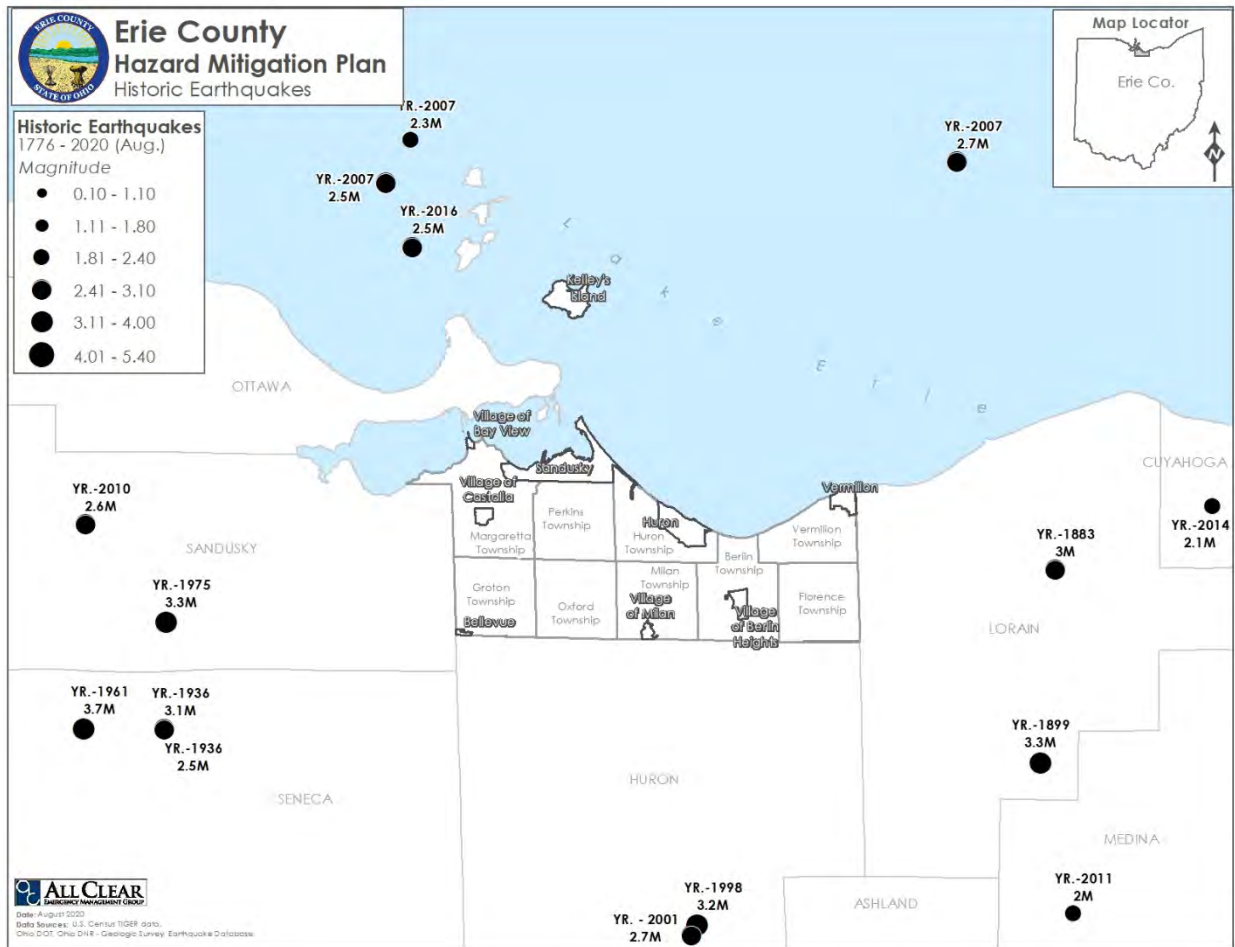 ERIE COUNTY
STATE OF OHIO
Erie County
Hazard Mitigation Plan
Historic Earthquakes
Map Locator
Erie Co.
N
Historic Earthquakes
1776 - 2020 (Aug.)
Magnitude
0.10 - 1.10
1.11 - 1.80
1.81 - 2.40
2.41 - 3.10
3.11 - 4.00
4.01 - 5.40
YR.-2007
2.3M
YR.-2007
2.7M
YR.-2007
2.5M
YR.-2016
2.5M
Lake Erie
Kelley's
Island
OTTAWA
Village of
Bay View
Sandusky
Village of
Castalia
Margaretta
Township
Perkins
Township
Huron
Huron
Township
Vermilion
Vermilion
Township
Berlin
Township
CUYAHOGA
YR.-2014
2.1M
YR.-2010
2.6M
SANDUSKY
YR.-1883
3M
YR.-1975
3.3M
Groton
Township
Bellevue
Oxford
Township
Milan
Township
Village
of Milan
Village
of Berlin
Heights
Florence
Township
LORAIN
YR.-1961
3.7M
YR.-1936
3.1M
YR.-1936
2.5M
YR.-1899
3.3M
HURON
SENECA
MEDINA
YR.-2011
2M
YR.-1998
3.2M
YR. - 2001
2.7M
ASHLAND
ALL CLEAR
EMERGENCY MANAGEMENT GROUP
Date: August 2020
Data Sources: U.S. Census TIGER data,
Ohio DOT, Ohio DNR - Geologic Survey, Earthquake Database